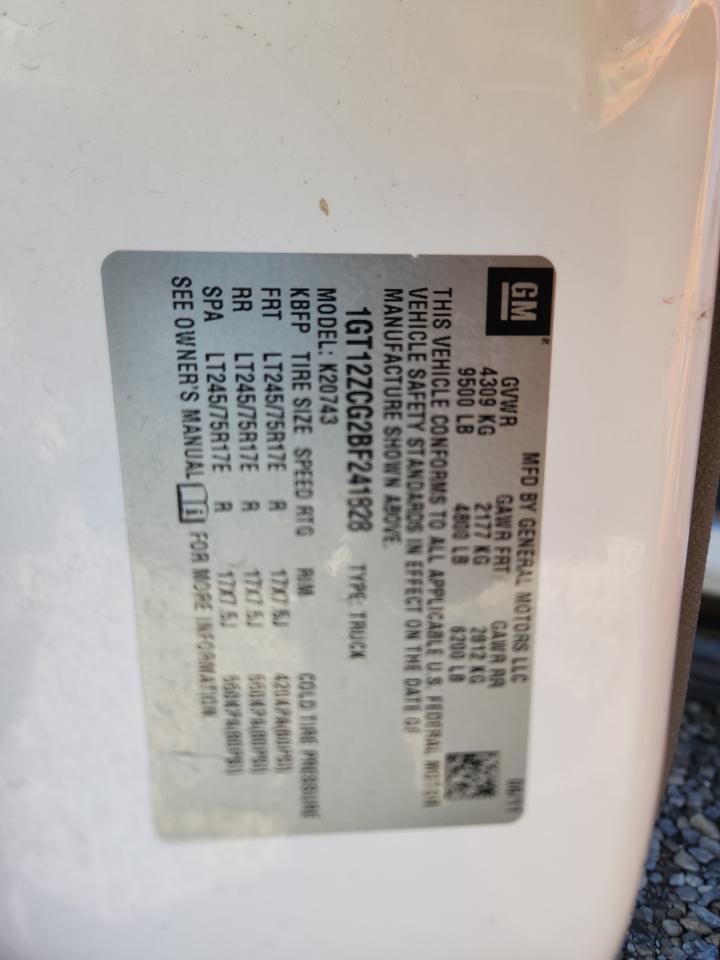 GM®
MFD BY GENERAL MOTORS LLC
GVWR GAWR FRT GAWR RR
4309 KG 2177 KG 2812 KG
9500 LB 4800 LB 6200 LB
THIS VEHICLE CONFORMS TO ALL APPLICABLE U.S. FEDERAL MOTOR
VEHICLE SAFETY STANDARDS IN EFFECT ON THE DATE OF
MANUFACTURE SHOWN ABOVE.
1GT12ZCG2BF241828 TYPE: TRUCK
MODEL: K20743
KBFP TIRE SIZE SPEED RTG RIM COLD TIRE PRESSURE
FRT LT245/75R17E R 17X7.5J
RR LT245/75R17E R 17X7.5J
SPA LT245/75R17E R 17X7.5J
SEE OWNER'S MANUAL FOR MORE INFORMATION